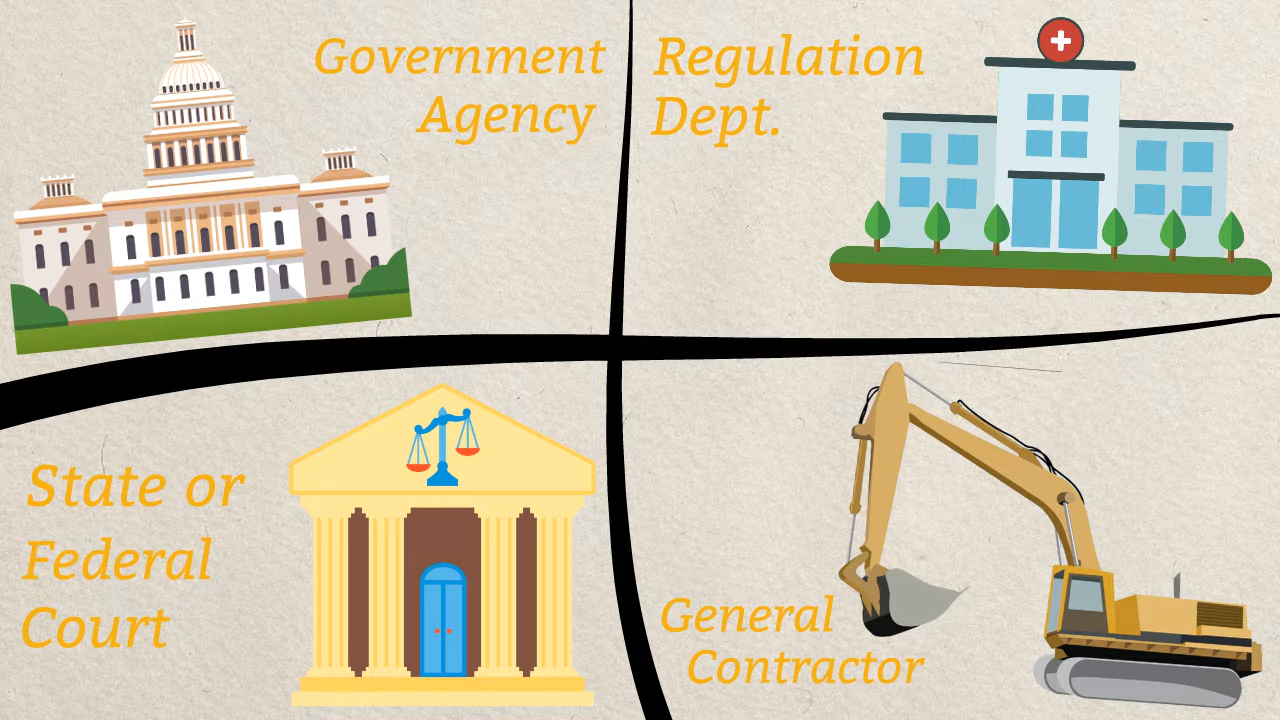 Government
Agency
Regulation
Dept.
State or
Federal
Court
General
Contractor